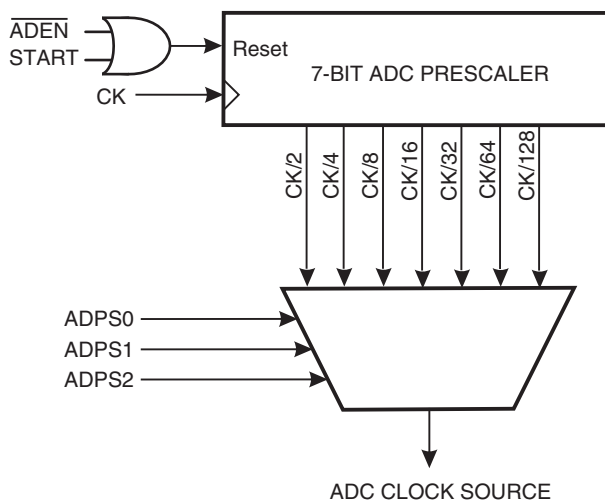 ADEN
START
CK
Reset
7-BIT ADC PRESCALER
CK/2
CK/4
CK/8
CK/16
CK/32
CK/64
CK/128
ADPS0
ADPS1
ADPS2
ADC CLOCK SOURCE